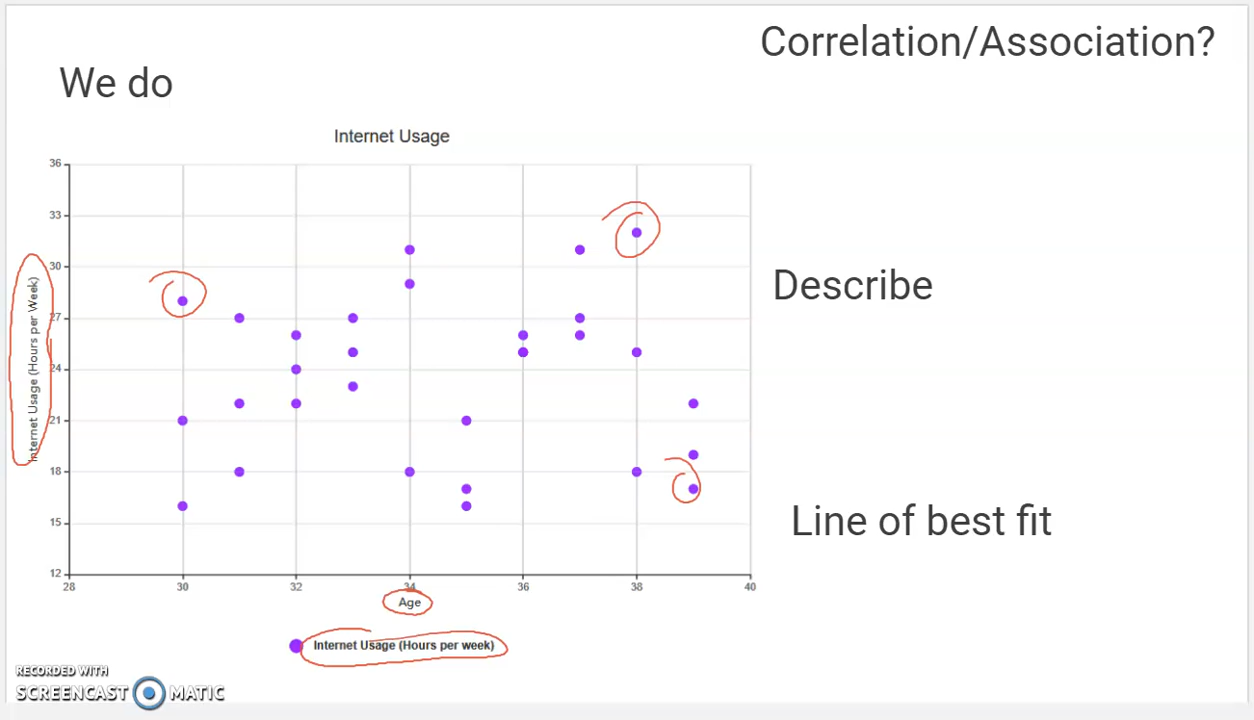 Correlation/Association?
We do
Internet Usage
36
33
30
27
24
21
18
15
12
Internet Usage (Hours per Week)
28 30 32 34 36 38 40
Age
Internet Usage (Hours per week)
Describe
Line of best fit
RECORDED WITH
SCREENCAST MATIC